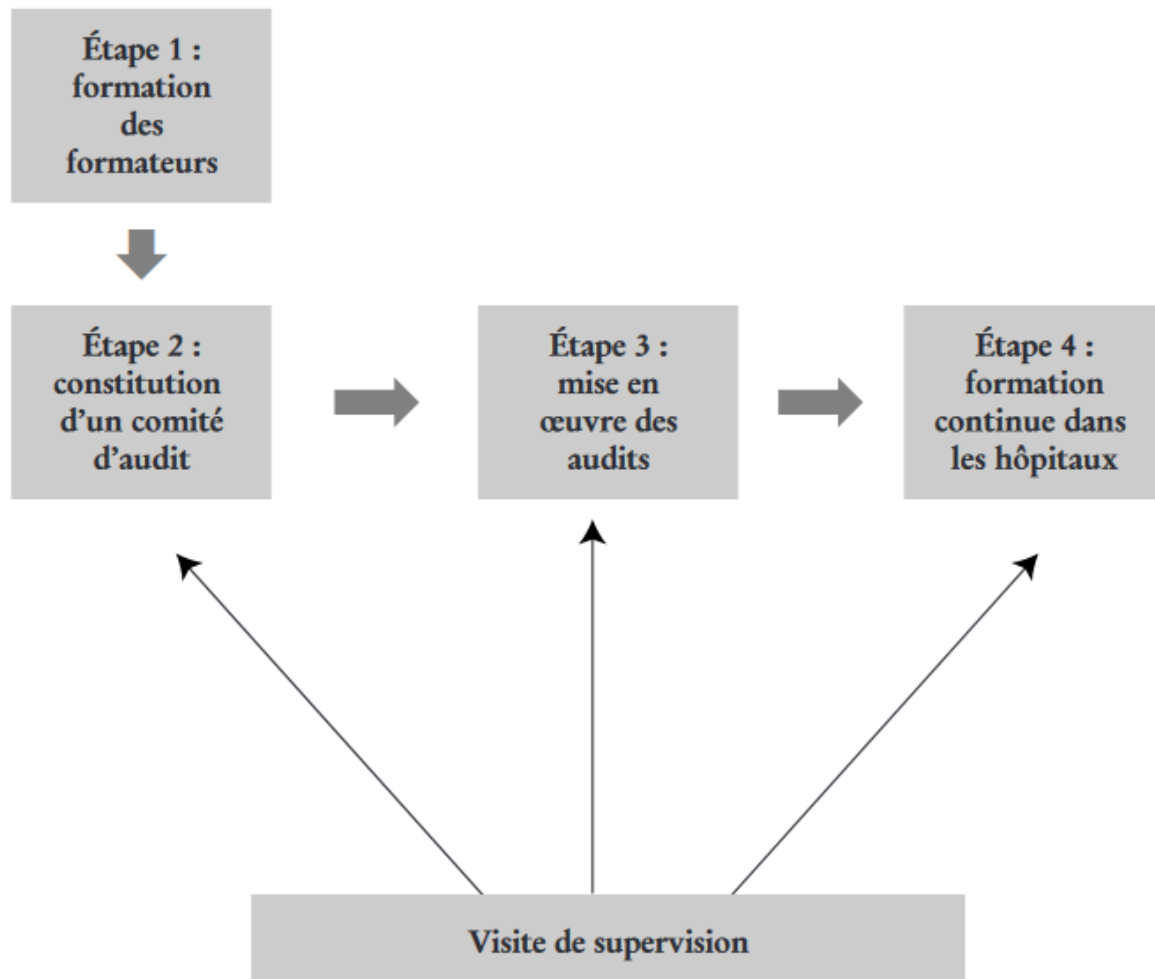 Étape 1 :
formation
des
formateurs
Étape 2 :
constitution
d’un comité
d’audit
Étape 3 :
mise en
œuvre des
audits
Étape 4 :
formation
continue dans
les hôpitaux
Visite de supervision